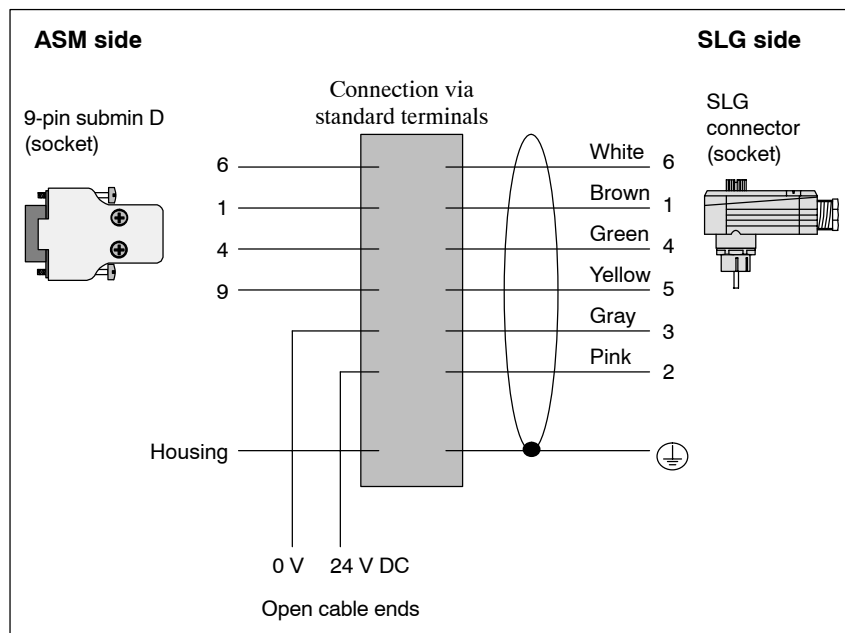 ASM side
SLG side
9-pin submin D
(socket)
Connection via
standard terminals
SLG
connector
(socket)
6
White
6
1
Brown
1
4
Green
4
9
Yellow
5
Gray
3
Pink
2
Housing
0 V
24 V DC
Open cable ends